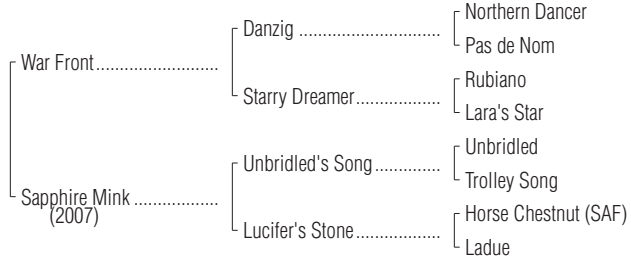 Northern Dancer
Danzig ................................
Pas de Nom
War Front............................
Rubiano
Starry Dreamer...................
Lara's Star
Unbridled
Unbridled's Song...............
Trolley Song
Sapphire Mink ...................
(2007)
Horse Chestnut (SAF)
Lucifer's Stone...................
Ladue